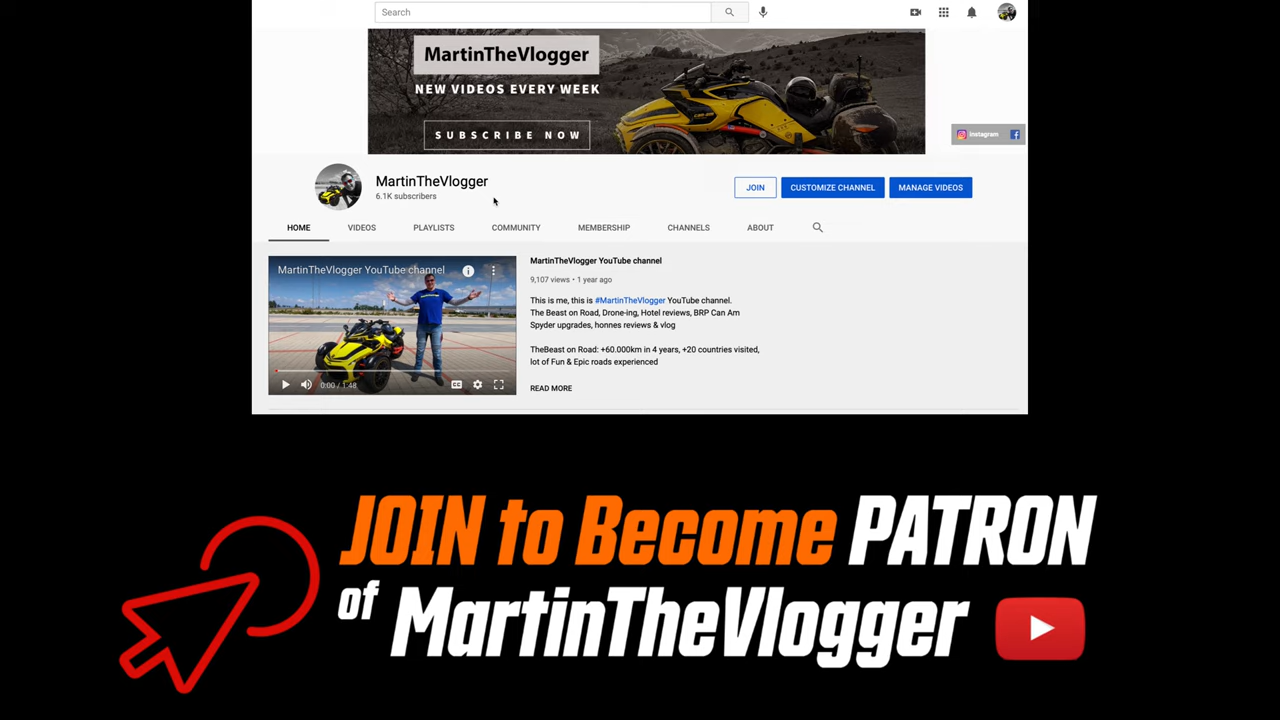 Search
MartinTheVlogger
NEW VIDEOS EVERY WEEK
SUBSCRIBE NOW
Instagram
MartinTheVlogger
6.1K subscribers
JOIN
CUSTOMIZE CHANNEL
MANAGE VIDEOS
HOME
VIDEOS
PLAYLISTS
COMMUNITY
MEMBERSHIP
CHANNELS
ABOUT
MartinTheVlogger YouTube channel
0:00 / 1:48
MartinTheVlogger YouTube channel
9,107 views • 1 year ago
This is me, this is #MartinTheVlogger YouTube channel.
The Beast on Road, Drone-ing, Hotel reviews, BRP Can Am
Spyder upgrades, honnes reviews & vlog
TheBeast on Road: +60.000km in 4 years, +20 countries visited,
lot of Fun & Epic roads experienced
READ MORE
JOIN to Become PATRON
of MartinTheVlogger